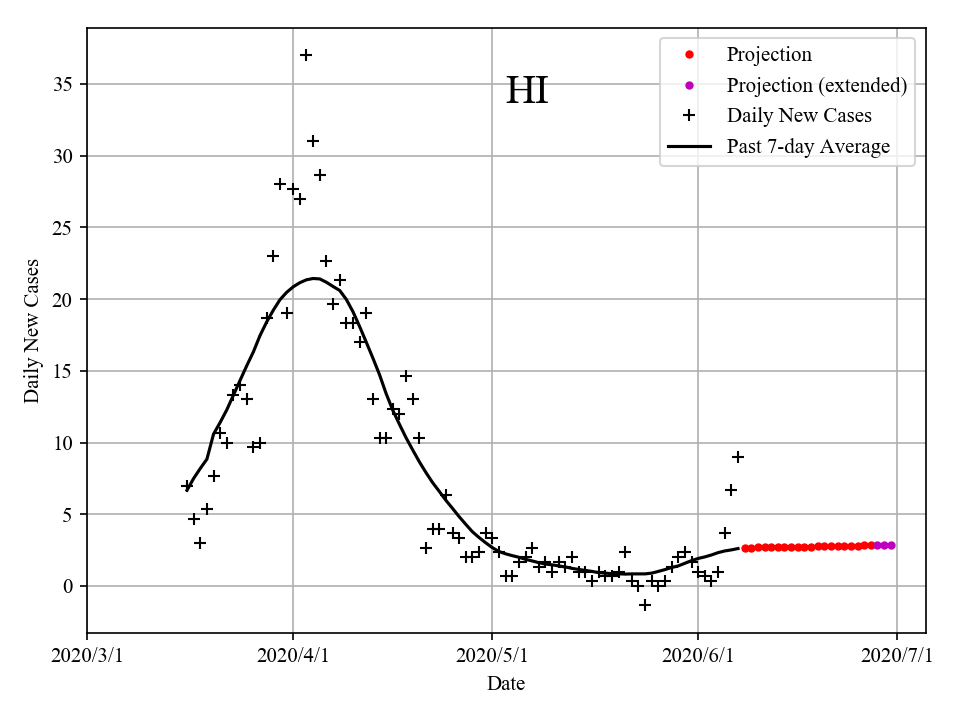 HI
Projection
Projection (extended)
Daily New Cases
Past 7-day Average
35
30
25
20
15
10
5
0
Daily New Cases
2020/3/1
2020/4/1
2020/5/1
2020/6/1
2020/7/1
Date